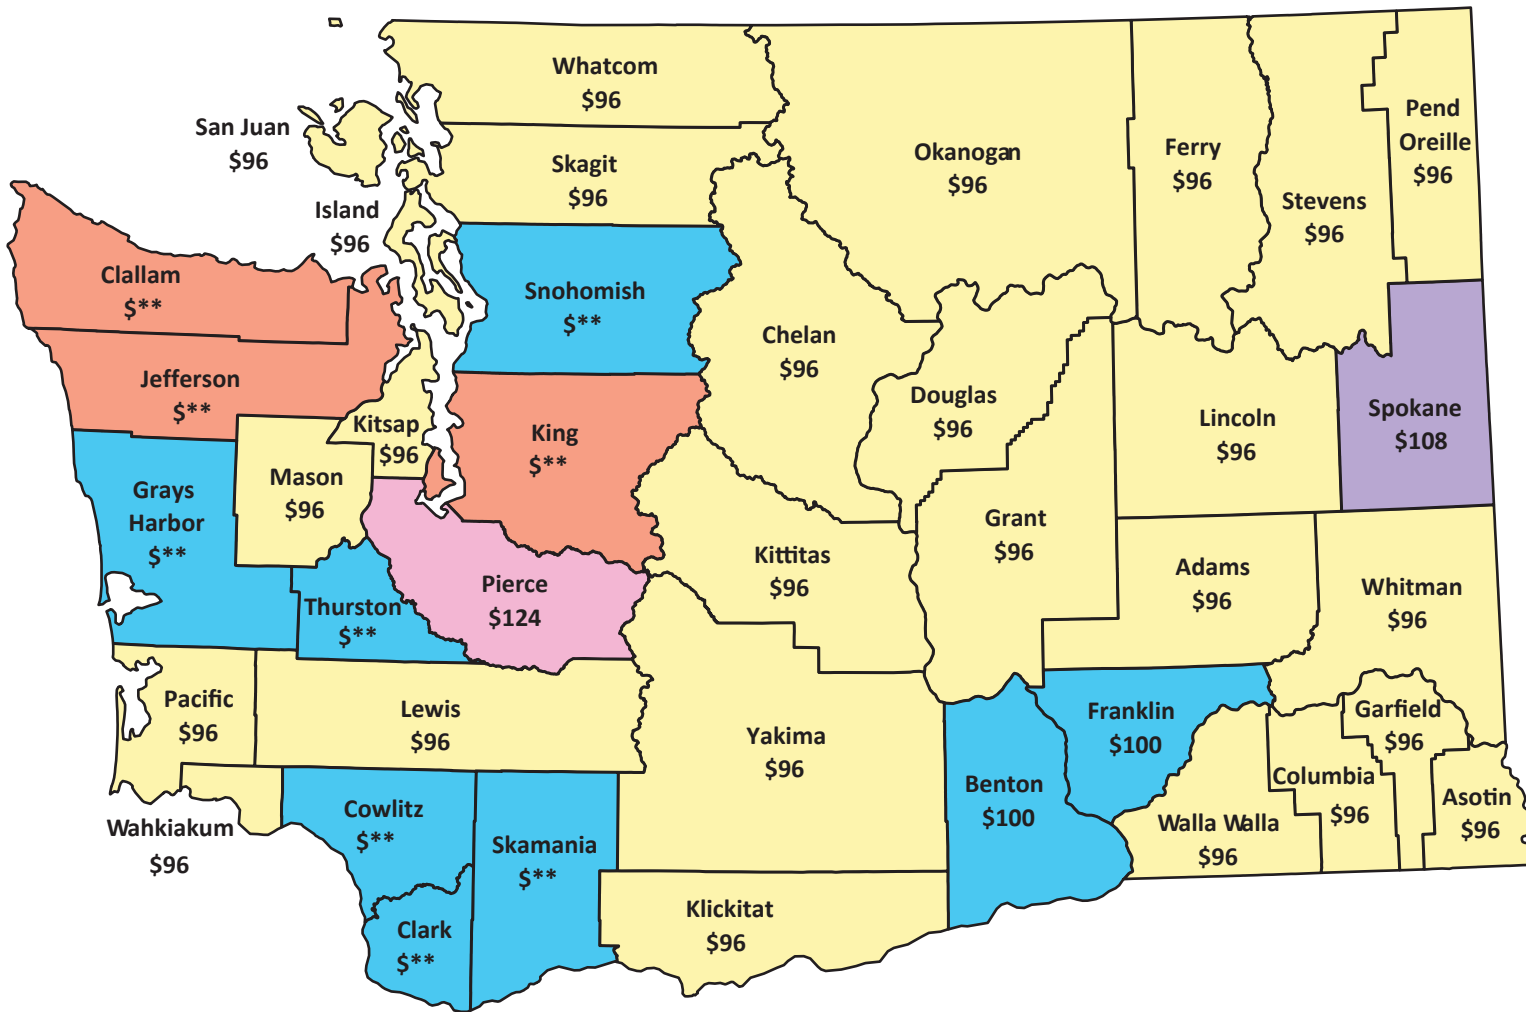 Whatcom
$96
San Juan
$96
Skagit
$96
Island
$96
Okanogan
$96
Ferry
$96
Stevens
$96
Pend
Oreille
$96
Clallam
$**
Snohomish
$**
Jefferson
$**
Chelan
$96
Douglas
$96
Lincoln
$96
Spokane
$108
Kitsap
$96
King
$**
Mason
$96
Grays
Harbor
$**
Grant
$96
Kittitas
$96
Adams
$96
Whitman
$96
Thurston
$**
Pierce
$124
Pacific
$96
Lewis
$96
Yakima
$96
Franklin
$100
Garfield
$96
Benton
$100
Columbia
$96
Asotin
$96
Walla Walla
$96
Wahkiakum
$96
Cowlitz
$**
Skamania
$**
Clark
$**
Klickitat
$96